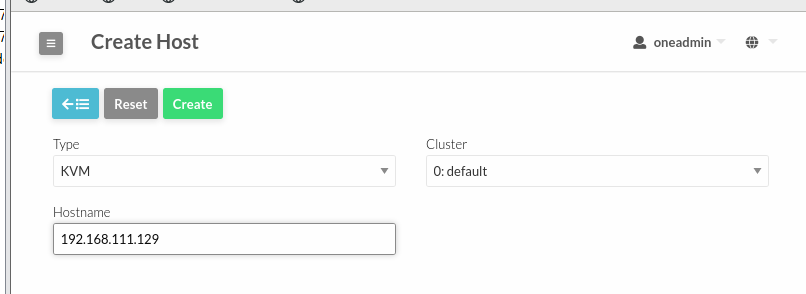 Create Host
oneadmin
Reset
Create
Type
Cluster
KVM
0: default
Hostname
192.168.111.129